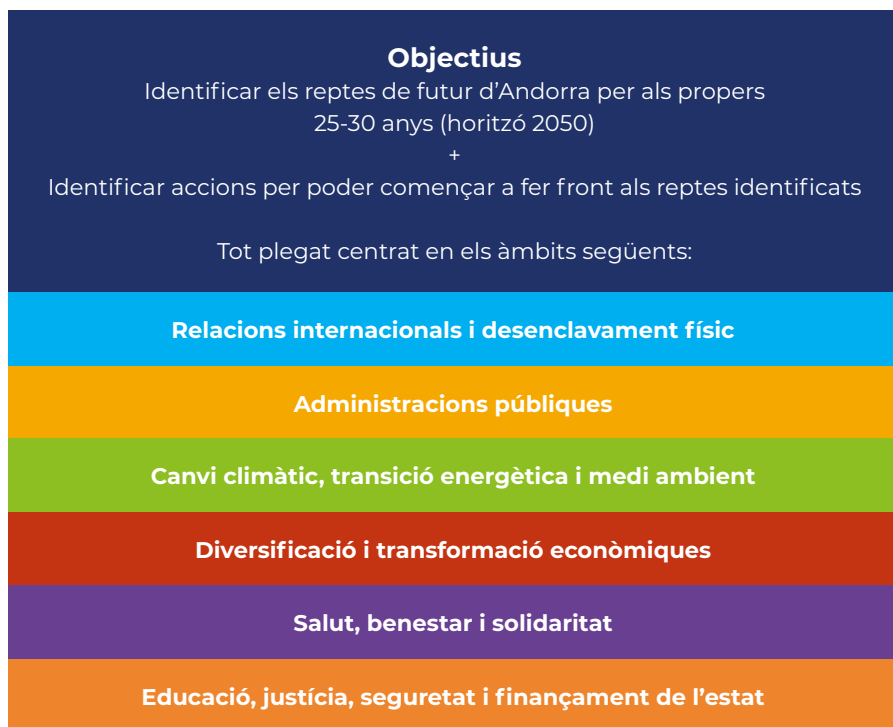 Objectius
Identificar els reptes de futur d’Andorra per als propers
25-30 anys (horitzó 2050)
+
Identificar accions per poder començar a fer front als reptes identificats
Tot plegat centrat en els àmbits següents:
Relacions internacionals i desenclavament físic
Administracions públiques
Canvi climàtic, transició energètica i medi ambient
Diversificació i transformació econòmiques
Salut, benestar i solidaritat
Educació, justícia, seguretat i finançament de l’estat